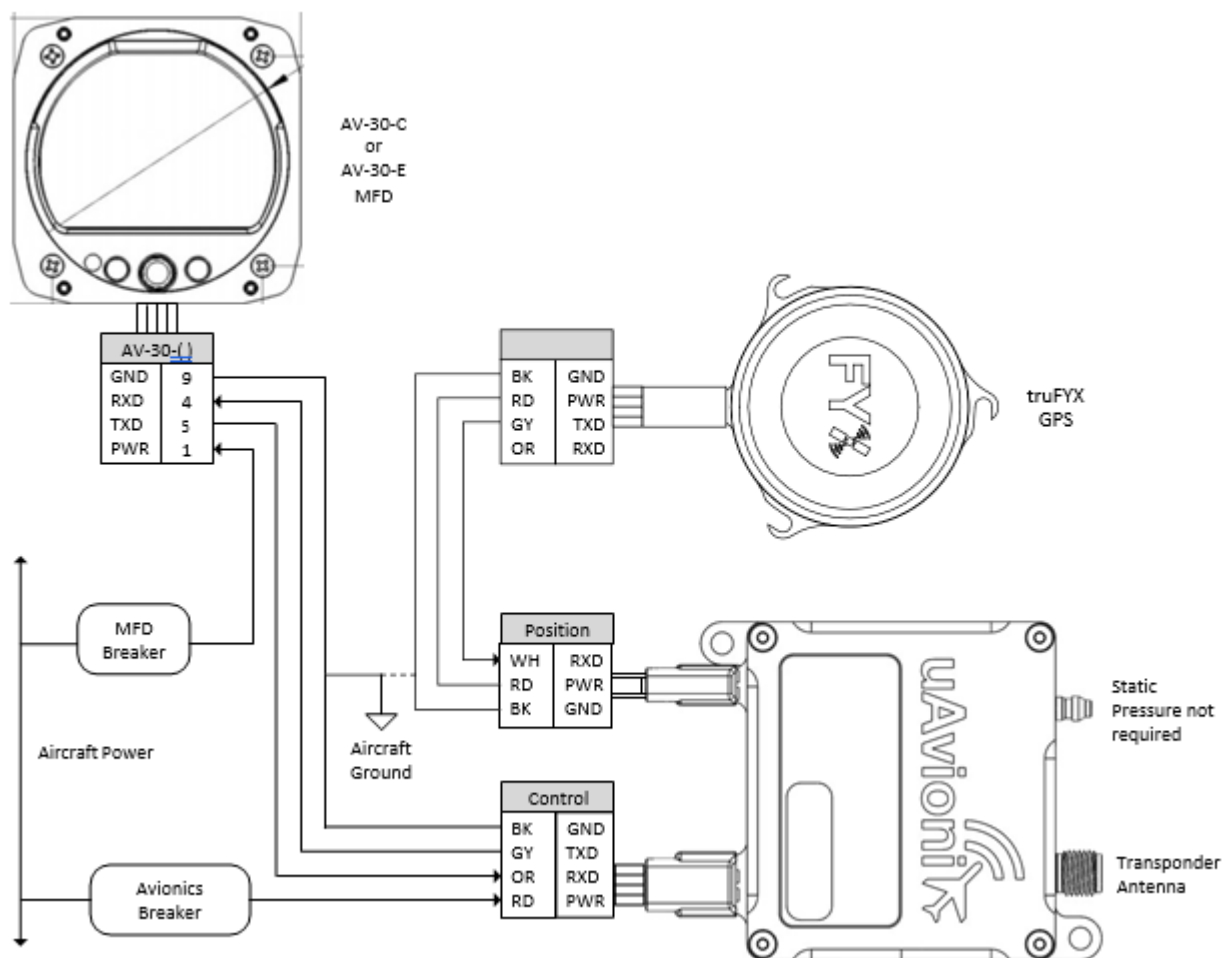 AV-30-C
or
AV-30-E
MFD
AV-30-( )
GND 9
RXD 4
TXD 5
PWR 1
BK GND
RD PWR
GY TXD
OR RXD
FYX
truFYX
GPS
MFD
Breaker
Aircraft Power
Avionics
Breaker
Aircraft
Ground
Position
WH RXD
RD PWR
BK GND
Control
BK GND
GY TXD
OR RXD
RD PWR
uAvioniX
Static
Pressure not
required
Transponder
Antenna